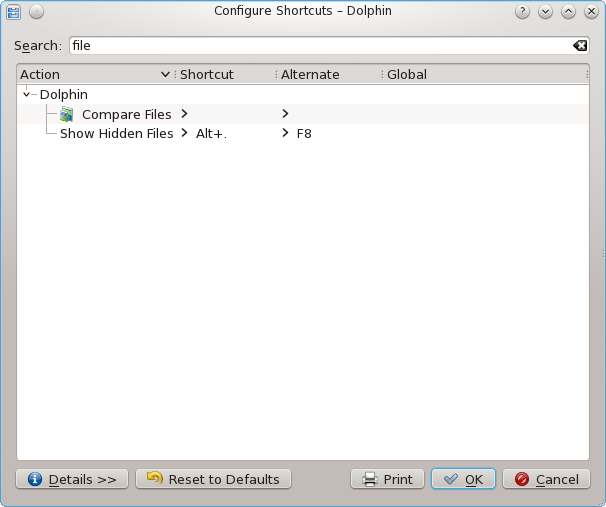 Configure Shortcuts – Dolphin
Search: file
Action Shortcut Alternate Global
Dolphin
Compare Files
Show Hidden Files Alt+. F8
Details >> Reset to Defaults Print OK Cancel